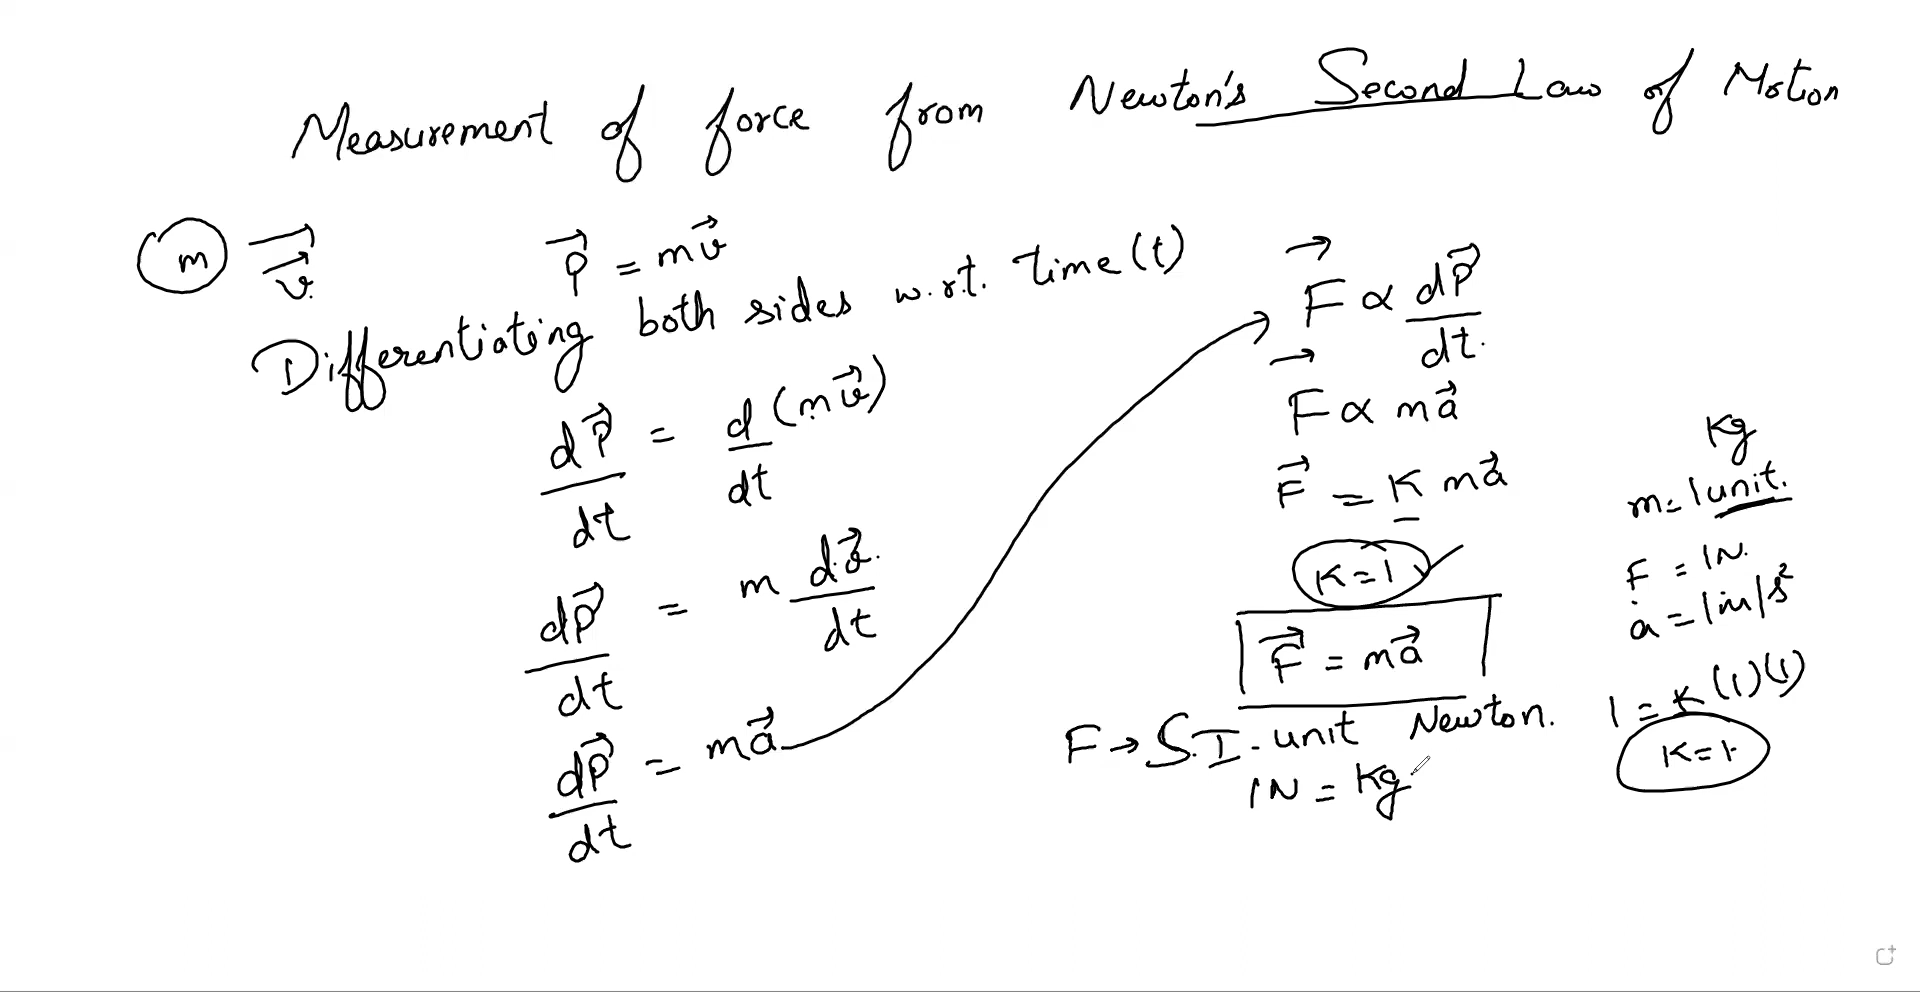 Measurement of force from Newton's Second Law of Motion
m v⃗
P⃗ = mv⃗
Differentiating both sides w.r.t. time (t)
dP⃗/dt = d/dt (mv⃗)
dP⃗/dt = m dv⃗/dt
dP⃗/dt = ma⃗
F⃗ ∝ dP⃗/dt
F⃗ ∝ ma⃗
F⃗ = K ma⃗
K=1
F⃗ = ma⃗
F → S.I. unit Newton.
1N = Kg
Kg
m = 1 unit.
F = 1N.
a = 1m/s²
1 = K (1)(1)
K=1